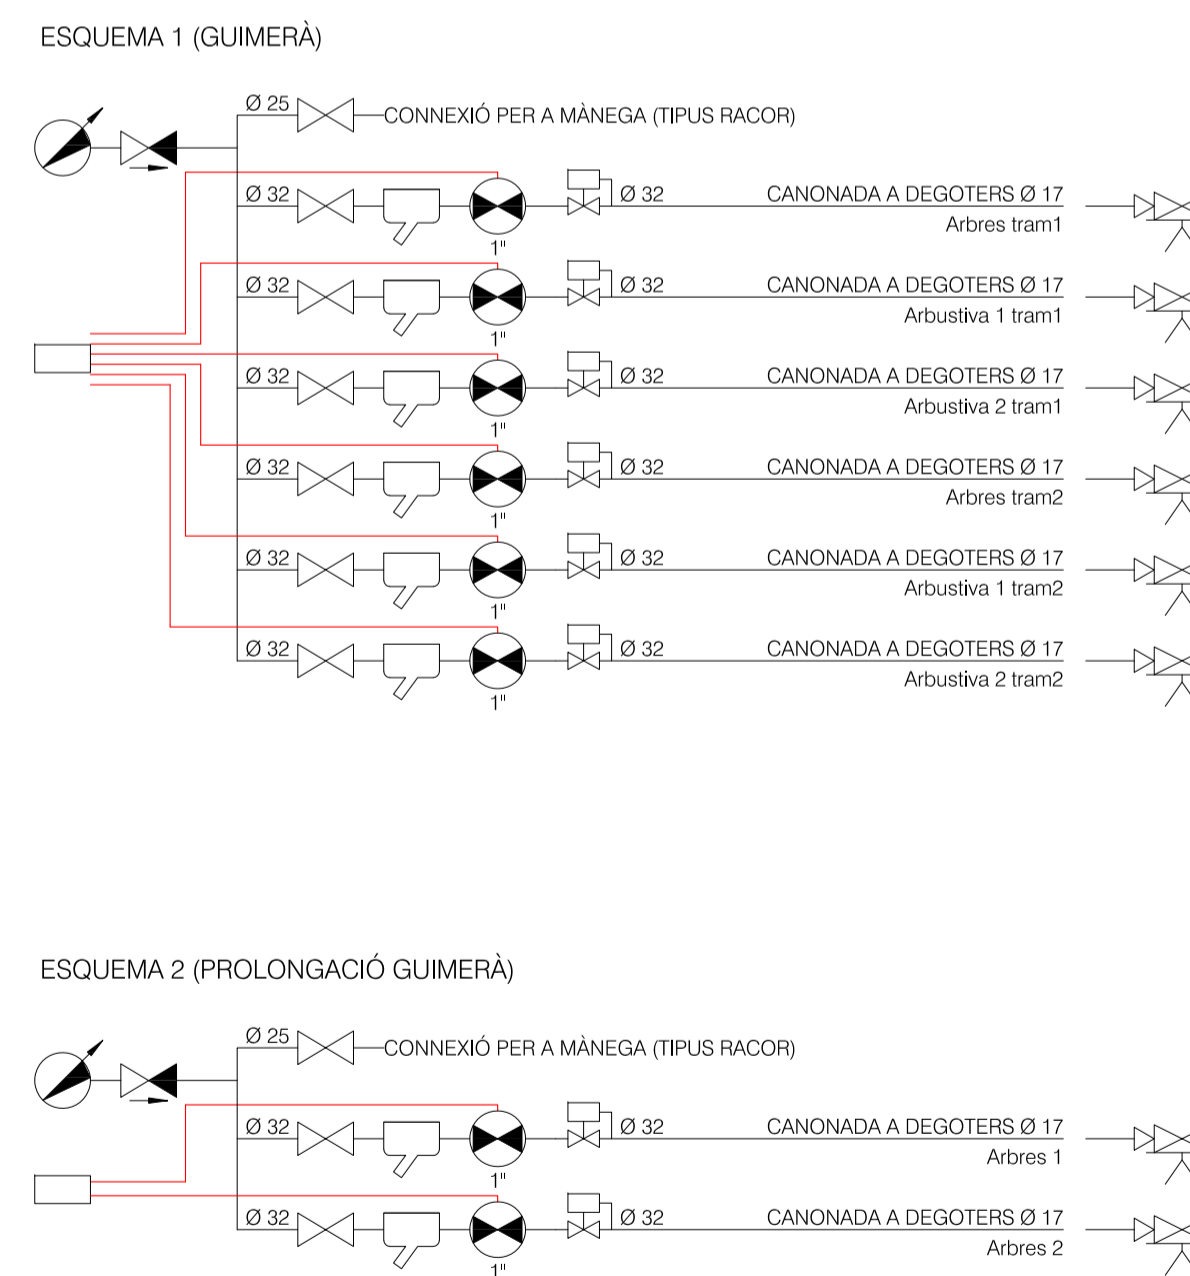 ESQUEMA 1 (GUIMERÀ)
Ø 25
CONNEXIÓ PER A MÀNEGA (TIPUS RACOR)
Ø 32 Ø 32 CANONADA A DEGOTERS Ø 17
Arbres tram1
1"
Ø 32 Ø 32 CANONADA A DEGOTERS Ø 17
Arbustiva 1 tram1
1"
Ø 32 Ø 32 CANONADA A DEGOTERS Ø 17
Arbustiva 2 tram1
1"
Ø 32 Ø 32 CANONADA A DEGOTERS Ø 17
Arbres tram2
1"
Ø 32 Ø 32 CANONADA A DEGOTERS Ø 17
Arbustiva 1 tram2
1"
Ø 32 Ø 32 CANONADA A DEGOTERS Ø 17
Arbustiva 2 tram2
1"
ESQUEMA 2 (PROLONGACIÓ GUIMERÀ)
Ø 25
CONNEXIÓ PER A MÀNEGA (TIPUS RACOR)
Ø 32 Ø 32 CANONADA A DEGOTERS Ø 17
Arbres 1
1"
Ø 32 Ø 32 CANONADA A DEGOTERS Ø 17
Arbres 2
1"